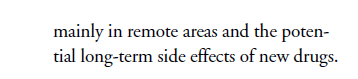 mainly in remote areas and the poten-
tial long-term side effects of new drugs.